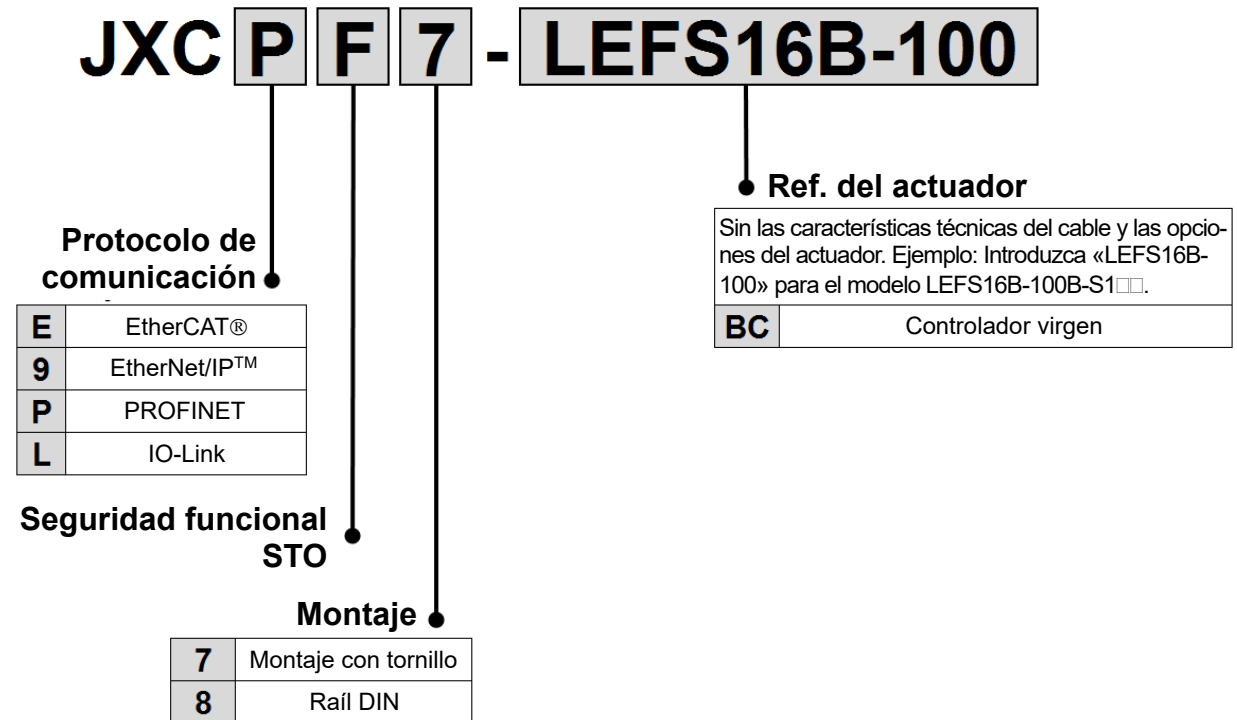 JXC P F 7 - LEFS16B-100
Ref. del actuador
Sin las características técnicas del cable y las opcio-
nes del actuador. Ejemplo: Introduzca «LEFS16B-
100» para el modelo LEFS16B-100B-S1□□.
BC Controlador virgen
Protocolo de
comunicación
E EtherCAT®
9 EtherNet/IP™
P PROFINET
L IO-Link
Seguridad funcional
STO
Montaje
7 Montaje con tornillo
8 Raíl DIN